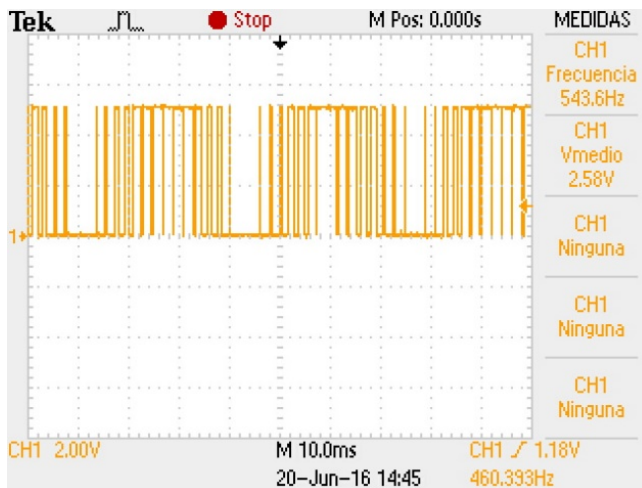 Tek Stop M Pos: 0.000s MEDIDAS
CH1
Frecuencia
543.6Hz
CH1
Vmedio
2.58V
1
CH1
Ninguna
CH1
Ninguna
CH1
Ninguna
CH1 2.00V M 10.0ms CH1 1.18V
20-Jun-16 14:45 460.393Hz